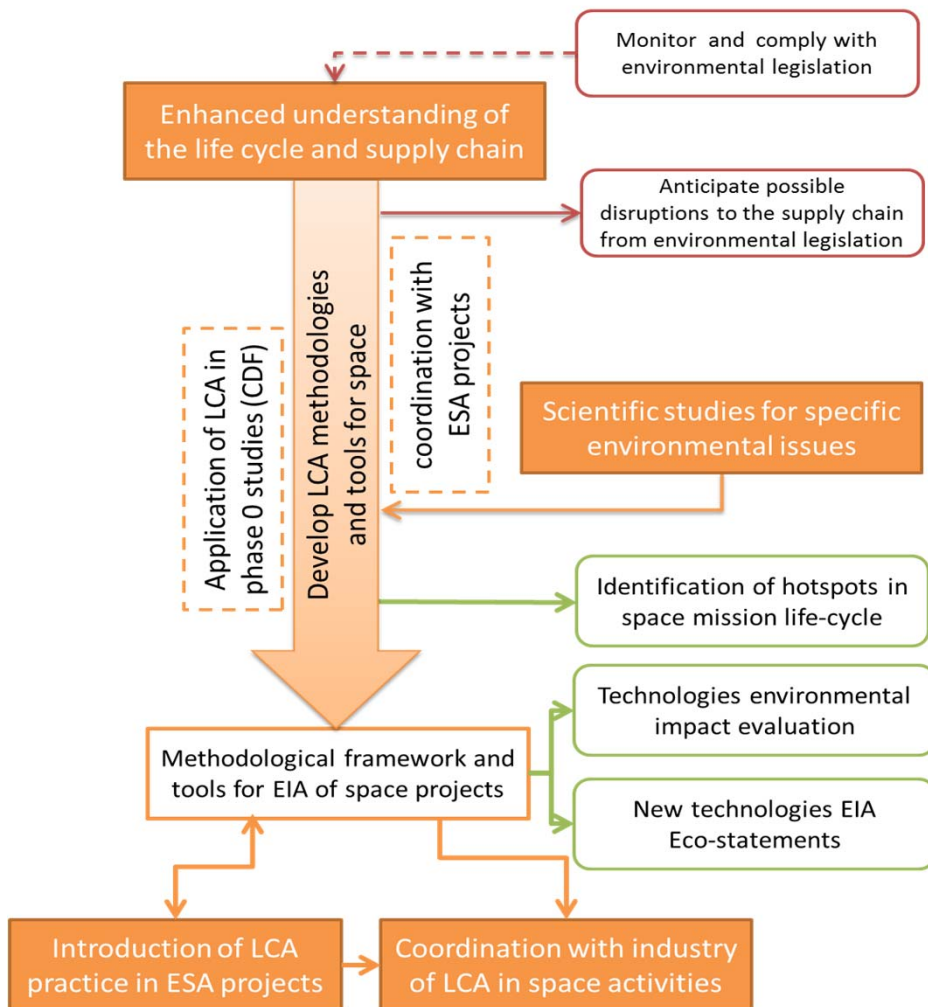 Monitor and comply with
environmental legislation
Enhanced understanding of
the life cycle and supply chain
Anticipate possible
disruptions to the supply chain
from environmental legislation
Application of LCA in
phase 0 studies (CDF)
Develop LCA methodologies
and tools for space
coordination with
ESA projects
Scientific studies for specific
environmental issues
Identification of hotspots in
space mission life-cycle
Technologies environmental
impact evaluation
Methodological framework and
tools for EIA of space projects
New technologies EIA
Eco-statements
Introduction of LCA
practice in ESA projects
Coordination with industry
of LCA in space activities